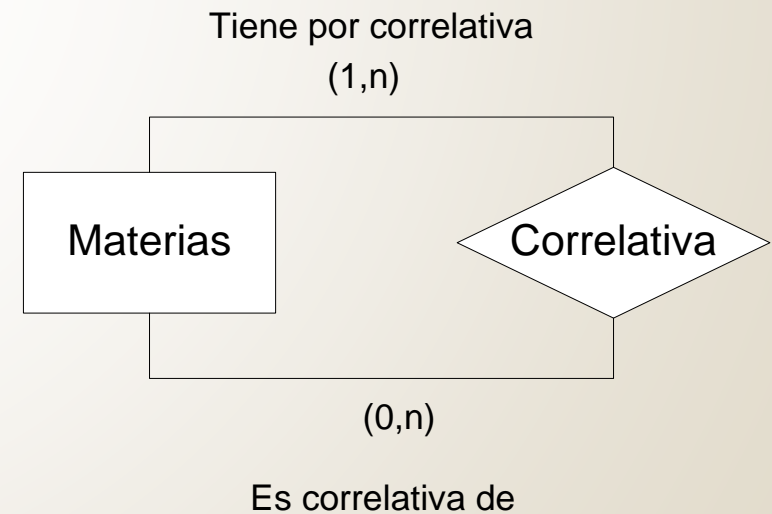 Tiene por correlativa
(1,n)
Materias
Correlativa
(0,n)
Es correlativa de